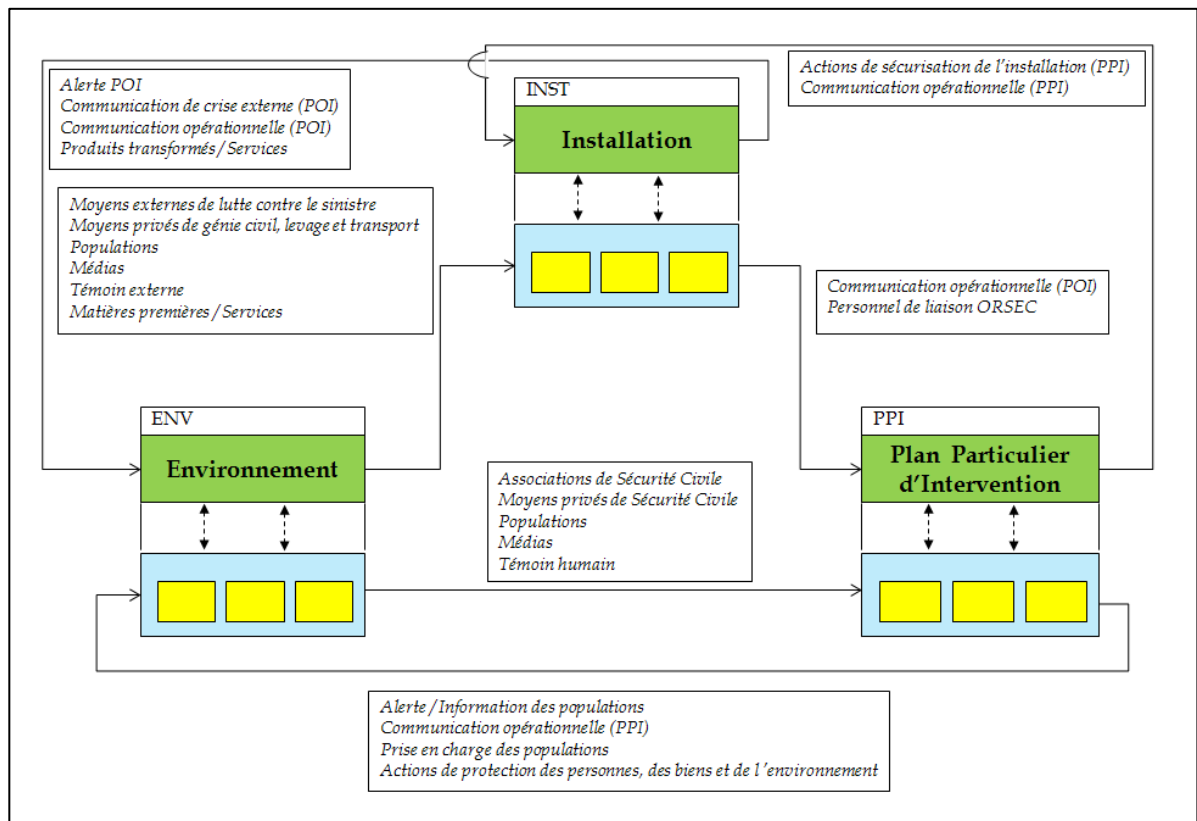 Alerte POI
Communication de crise externe (POI)
Communication opérationnelle (POI)
Produits transformés / Services
Actions de sécurisation de l'installation (PPI)
Communication opérationnelle (PPI)
INST
Installation
Moyens externes de lutte contre le sinistre
Moyens privés de génie civil, levage et transport
Populations
Médias
Témoin externe
Matières premières / Services
Communication opérationnelle (POI)
Personnel de liaison ORSEC
ENV
Environnement
PPI
Plan Particulier
d'Intervention
Associations de Sécurité Civile
Moyens privés de Sécurité Civile
Populations
Médias
Témoin humain
Alerte / Information des populations
Communication opérationnelle (PPI)
Prise en charge des populations
Actions de protection des personnes, des biens et de l'environnement